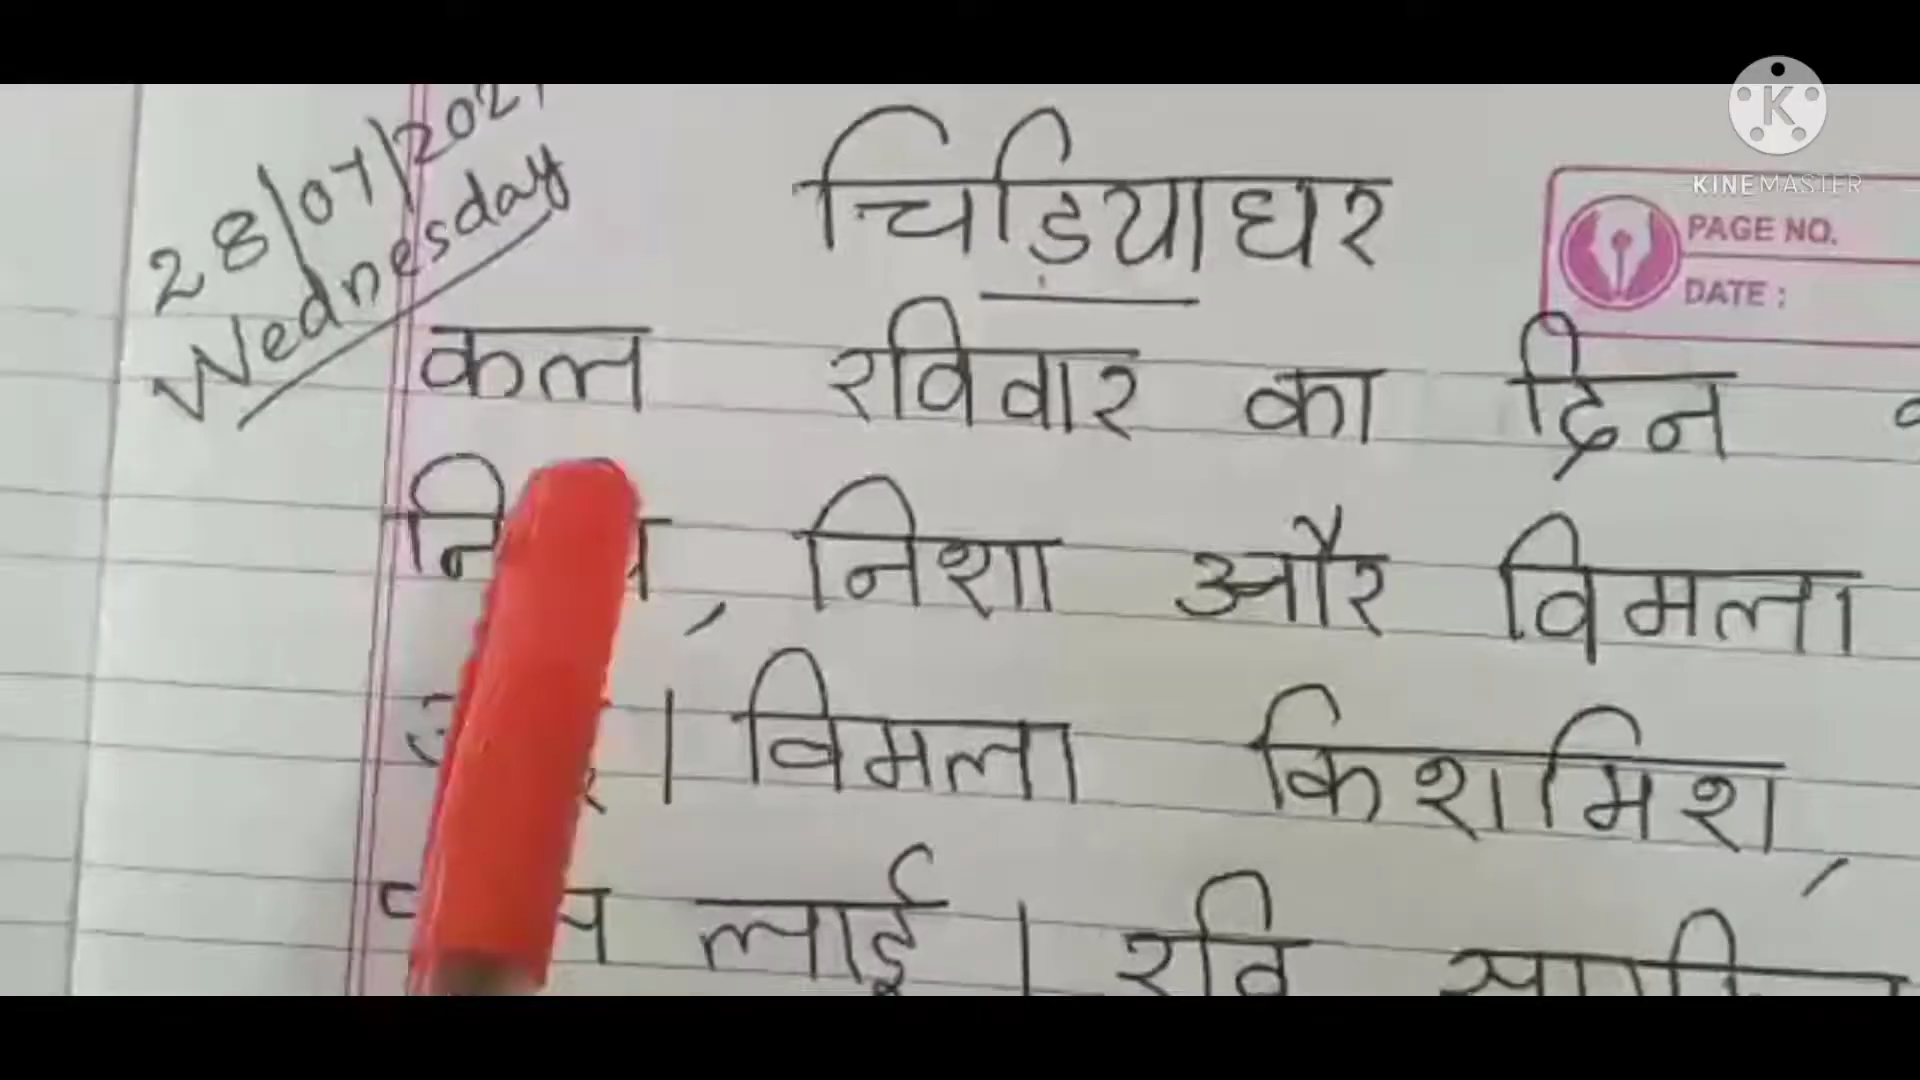 28/07/2021
Wednesday
चिड़ियाघर
KINEMASTER
PAGE NO.
DATE :
कल रविवार का दिन
निशा और विमला
। विमला किशमिश,
लाई । रवि